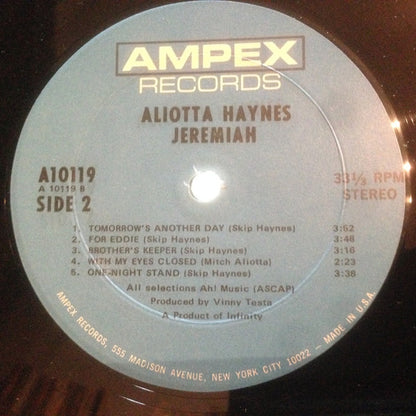 AMPEX
RECORDS
ALIOTTA HAYNES
JEREMIAH
A10119
A 10119 B
SIDE 2
33 1/3 RPM
STEREO
1. TOMORROW'S ANOTHER DAY (Skip Haynes) 3:52
2. FOR EDDIE (Skip Haynes) 3:48
3. BROTHER'S KEEPER (Skip Haynes) 3:16
4. WITH MY EYES CLOSED (Mitch Aliotta) 2:23
5. ONE-NIGHT STAND (Skip Haynes) 3:38
All selections Ah! Music (ASCAP)
Produced by Vinny Testa
A Product of Infinity
AMPEX RECORDS, 555 MADISON AVENUE, NEW YORK CITY 10022 - MADE IN U.S.A.